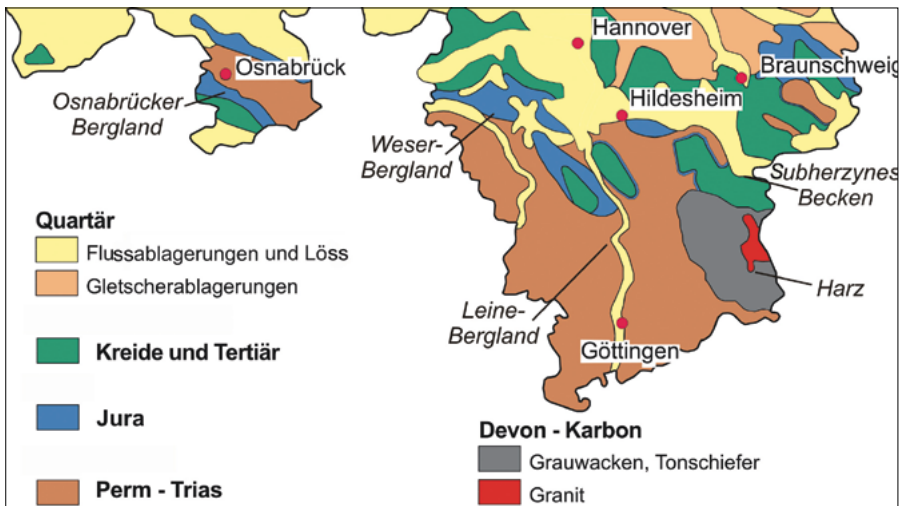 Hannover
Osnabrück
Braunschweig
Osnabrücker
Bergland
Hildesheim
Weser-
Bergland
Subherzynes
Becken
Quartär
Flussablagerungen und Löss
Gletscherablagerungen
Harz
Leine-
Bergland
Göttingen
Kreide und Tertiär
Jura
Perm - Trias
Devon - Karbon
Grauwacken, Tonschiefer
Granit